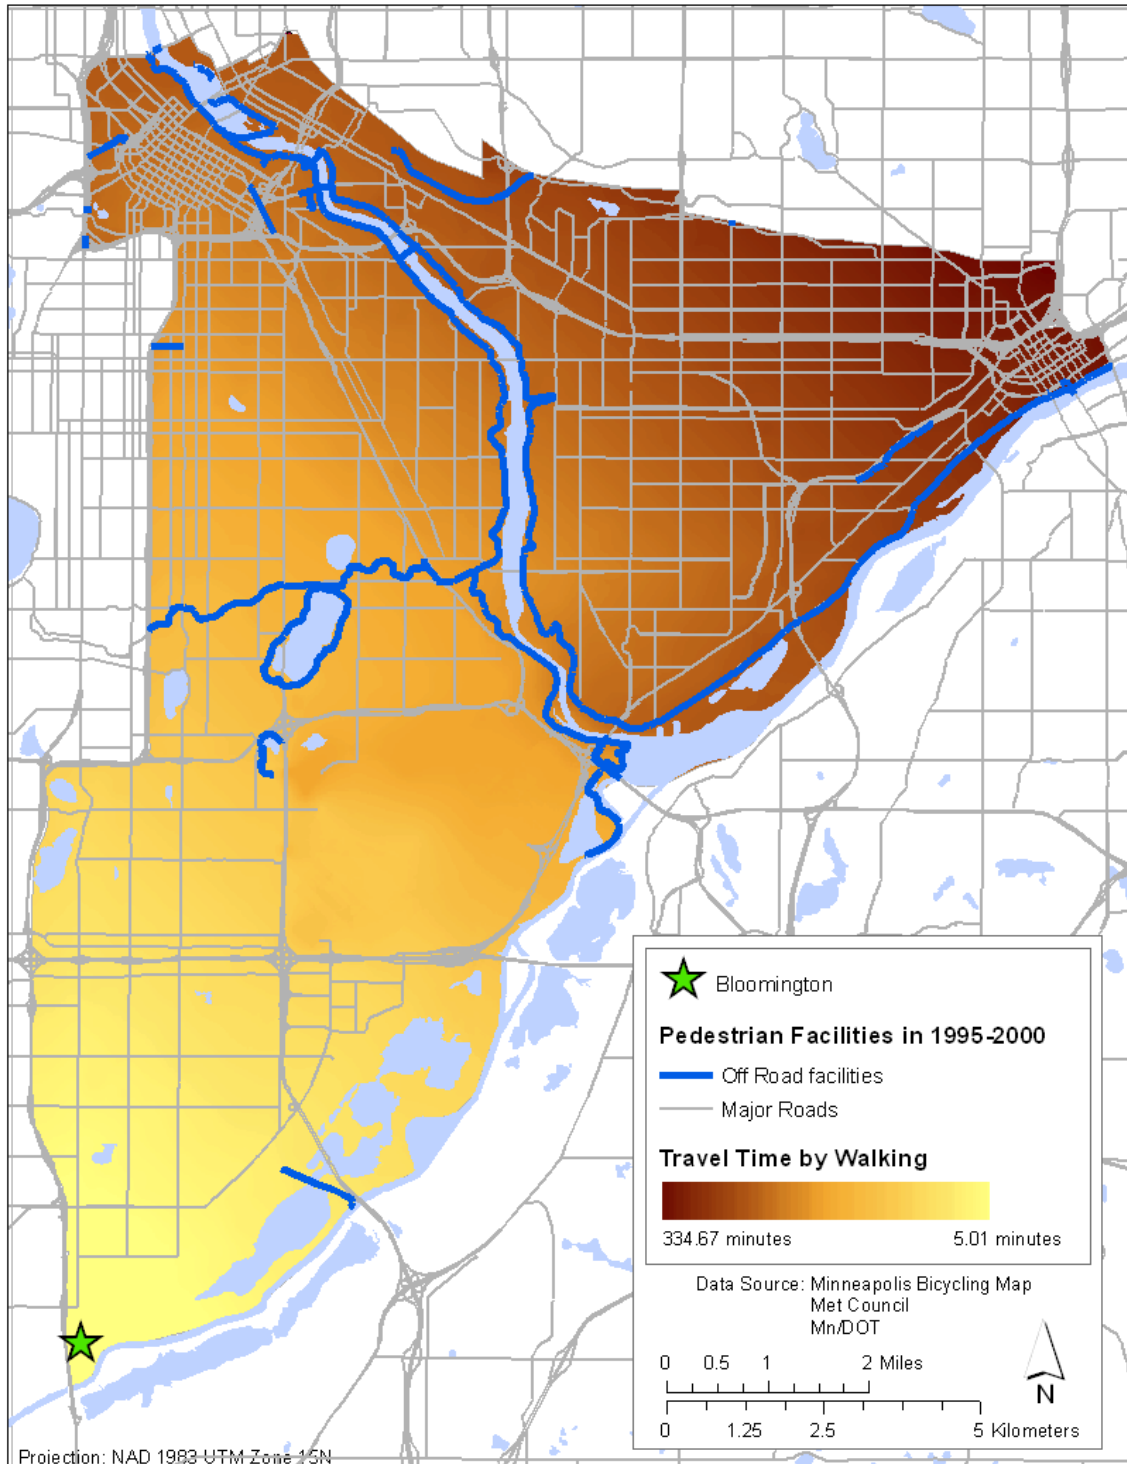 Bloomington
Pedestrian Facilities in 1995-2000
Off Road facilities
Major Roads
Travel Time by Walking
334.67 minutes 5.01 minutes
Data Source: Minneapolis Bicycling Map
Met Council
Mn/DOT
0 0.5 1 2 Miles
0 1.25 2.5 5 Kilometers
N
Projection: NAD 1983 UTM Zone 15N